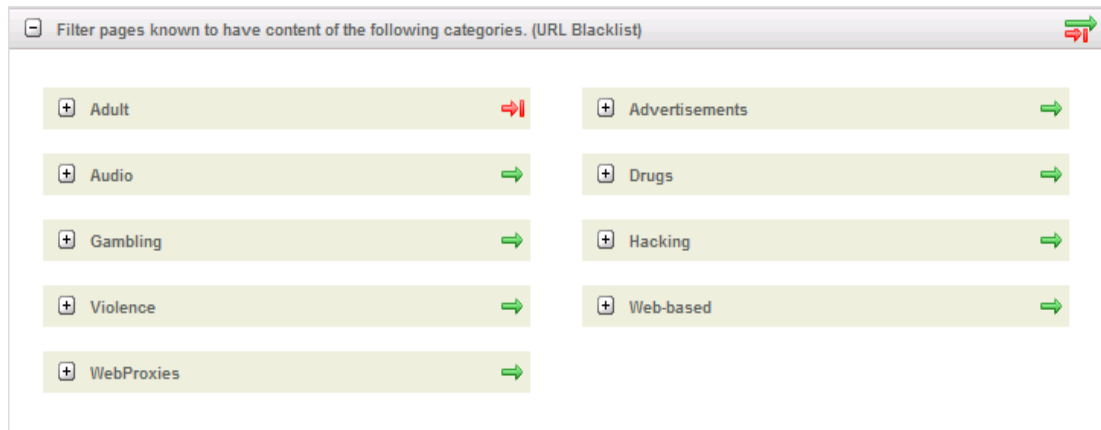 Filter pages known to have content of the following categories. (URL Blacklist)
Adult
Advertisements
Audio
Drugs
Gambling
Hacking
Violence
Web-based
WebProxies